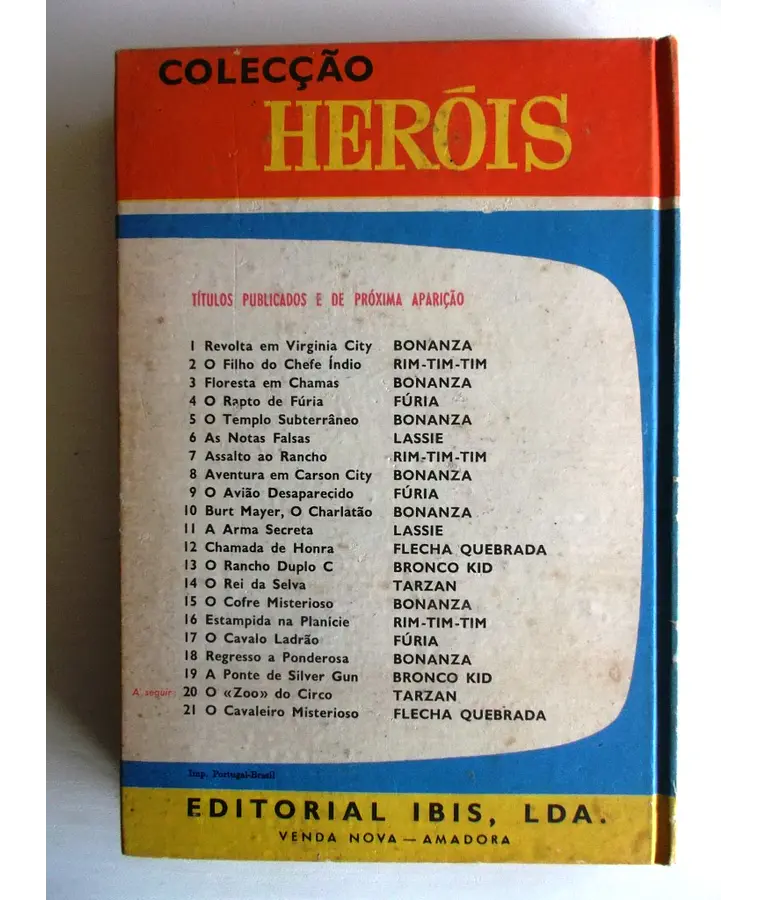 COLECÇÃO
HERÓIS
TÍTULOS PUBLICADOS E DE PRÓXIMA APARIÇÃO
1 Revolta em Virginia City BONANZA
2 O Filho do Chefe Índio RIM-TIM-TIM
3 Floresta em Chamas BONANZA
4 O Rapto de Fúria FÚRIA
5 O Templo Subterrâneo BONANZA
6 As Notas Falsas LASSIE
7 Assalto ao Rancho RIM-TIM-TIM
8 Aventura em Carson City BONANZA
9 O Avião Desaparecido FÚRIA
10 Burt Mayer, O Charlatão BONANZA
11 A Arma Secreta LASSIE
12 Chamada de Honra FLECHA QUEBRADA
13 O Rancho Duplo C BRONCO KID
14 O Rei da Selva TARZAN
15 O Cofre Misterioso BONANZA
16 Estampida na Planície RIM-TIM-TIM
17 O Cavalo Ladrão FÚRIA
18 Regresso a Ponderosa BONANZA
19 A Ponte de Silver Gun BRONCO KID
A seguir: 20 O «Zoo» do Circo TARZAN
21 O Cavaleiro Misterioso FLECHA QUEBRADA
Imp. Portugal-Brasil
EDITORIAL IBIS, LDA.
VENDA NOVA — AMADORA